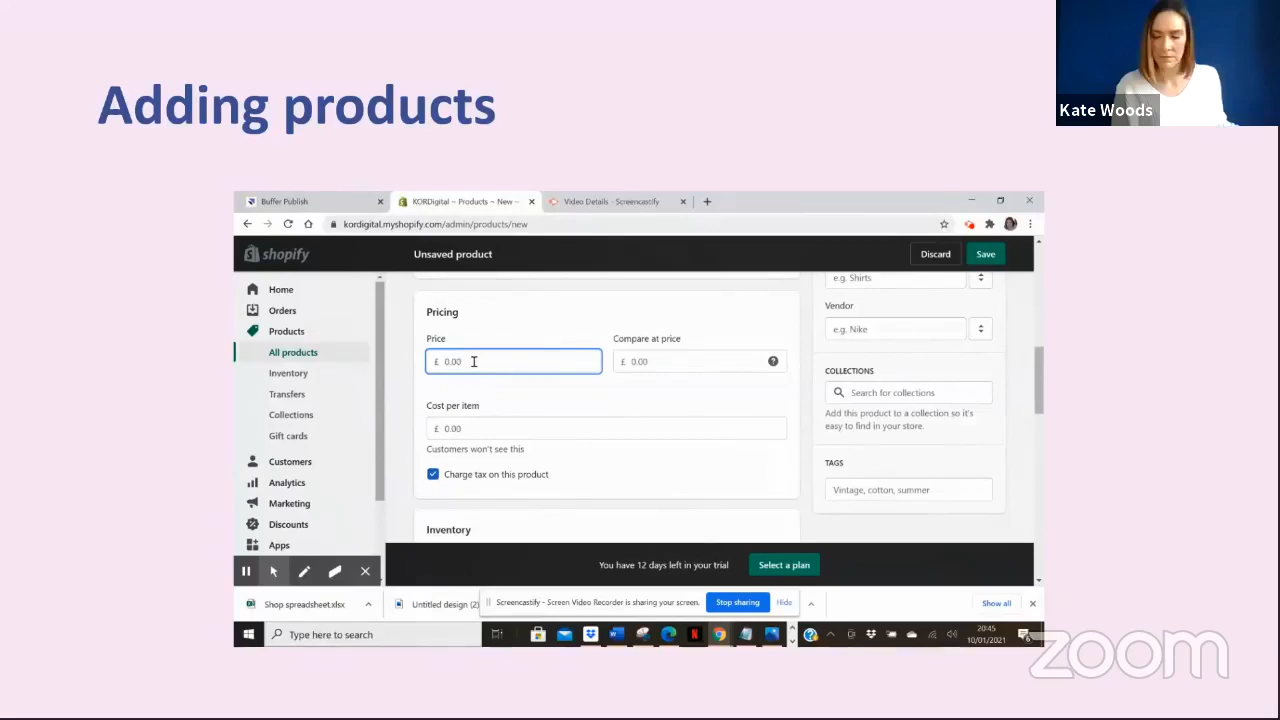 Adding products
Kate Woods
Buffer Publish
KORDigital ~ Products ~ New ~
Video Details - Screencastify
kordigital.myshopify.com/admin/products/new
shopify
Unsaved product
Discard
Save
Home
Orders
Products
All products
Inventory
Transfers
Collections
Gift cards
Customers
Analytics
Marketing
Discounts
Apps
Pricing
Price
Compare at price
£ 0.00
£ 0.00
Cost per item
£ 0.00
Customers won't see this
Charge tax on this product
Inventory
e.g. Shirts
Vendor
e.g. Nike
COLLECTIONS
Search for collections
Add this product to a collection so it's
easy to find in your store.
TAGS
Vintage, cotton, summer
You have 12 days left in your trial
Select a plan
Shop spreadsheet.xlsx
Untitled design (2)
Screencastify - Screen Video Recorder is sharing your screen.
Stop sharing
Hide
Show all
Type here to search
20:45
10/01/2021
zoom